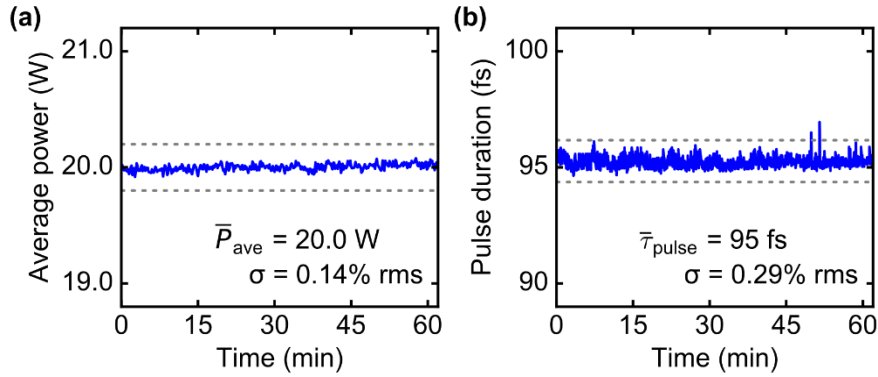 (a)
Average power (W)
21.0
20.0
19.0
P̅ave = 20.0 W
σ = 0.14% rms
0 15 30 45 60
Time (min)
(b)
Pulse duration (fs)
100
95
90
τ̅pulse = 95 fs
σ = 0.29% rms
0 15 30 45 60
Time (min)